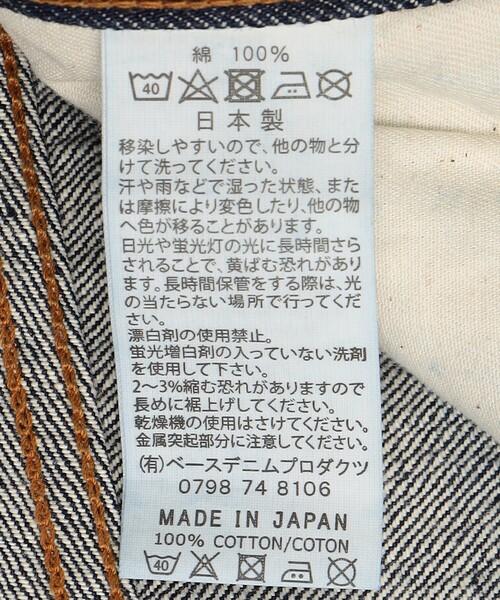 綿 100%
40
日本製
移染しやすいので、他の物と分
けて洗ってください。
汗や雨などで湿った状態、また
は摩擦により変色したり、他の物
へ色が移ることがあります。
日光や蛍光灯の光に長時間さら
されることで、黄ばむ恐れがあり
ます。長時間保管をする際は、光
の当たらない場所で行ってくだ
さい。
漂白剤の使用禁止。
蛍光増白剤の入っていない洗剤
を使用して下さい。
2～3%縮む恐れがありますので
長めに裾上げしてください。
乾燥機の使用はさけてください。
金属突起部分に注意してください。
(有)ベースデニムプロダクツ
0798 74 8106
MADE IN JAPAN
100% COTTON/COTON
40